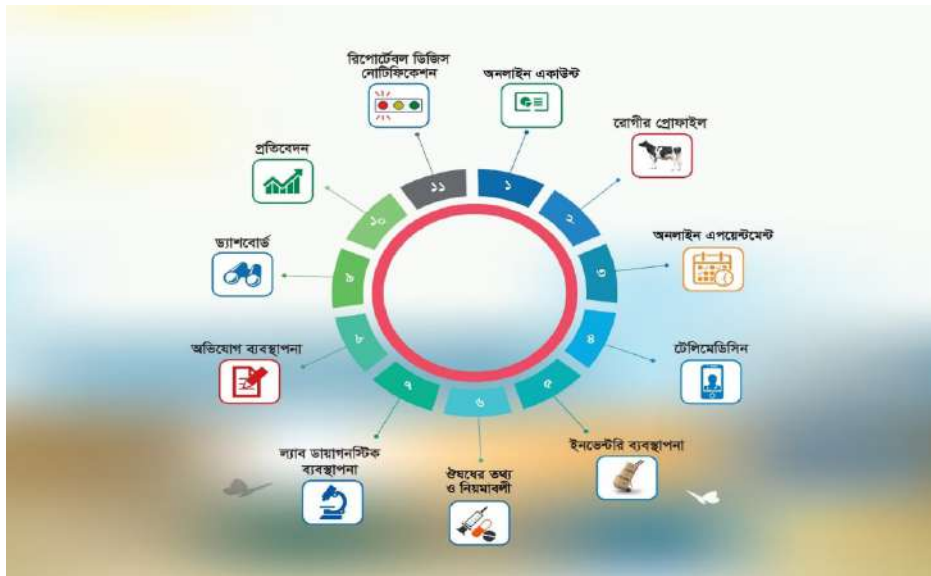 রিপোর্টেবল ডিজিস
নোটিফিকেশন
অনলাইন একাউন্ট
রোগীর প্রোফাইল
অনলাইন এপয়েন্টমেন্ট
টেলিমেডিসিন
ইনভেন্টরি ব্যবস্থাপনা
ঔষধের তথ্য
ও নিয়মাবলী
ল্যাব ডায়াগনস্টিক
ব্যবস্থাপনা
অভিযোগ ব্যবস্থাপনা
ড্যাশবোর্ড
প্রতিবেদন
১
২
৩
৪
৫
৬
৭
৮
৯
১০
১১